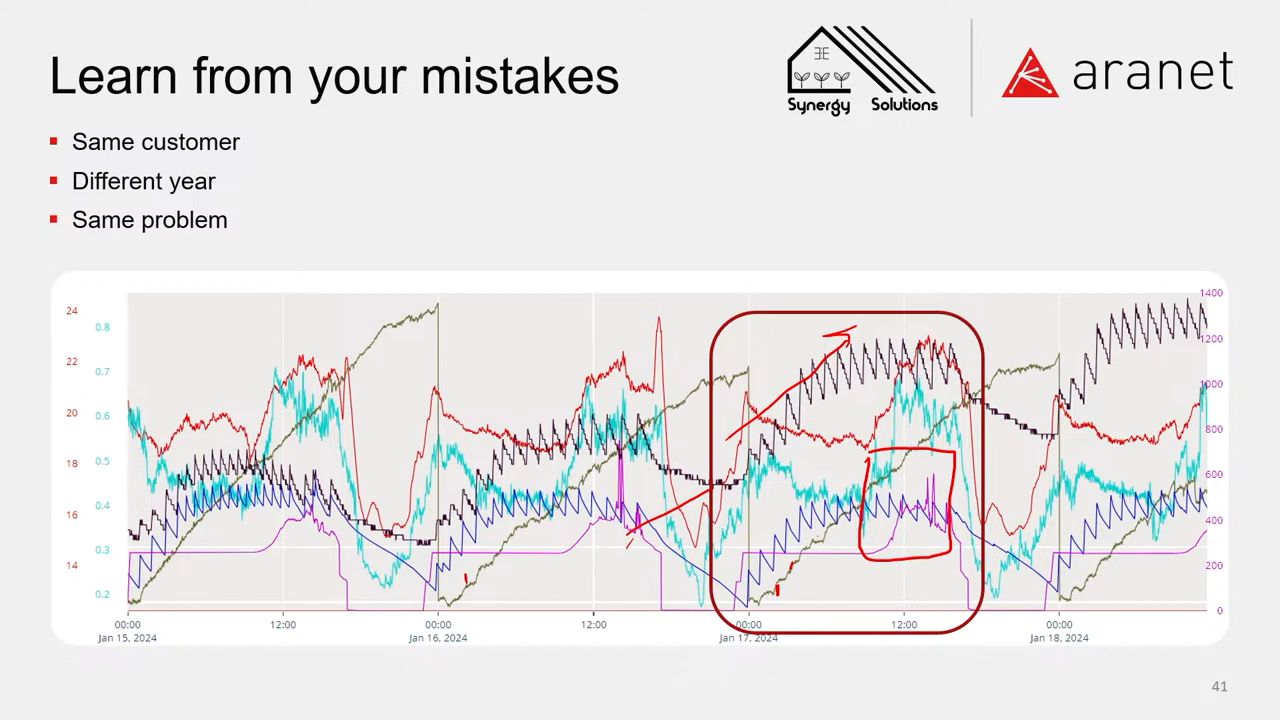 Learn from your mistakes
Synergy Solutions
aranet
Same customer
Different year
Same problem
24
22
20
18
16
14
0.8
0.7
0.6
0.5
0.4
0.3
0.2
1400
1200
1000
800
600
400
200
0
00:00 12:00 00:00 12:00 00:00 12:00 00:00
Jan 15, 2024 Jan 16, 2024 Jan 17, 2024 Jan 18, 2024
41